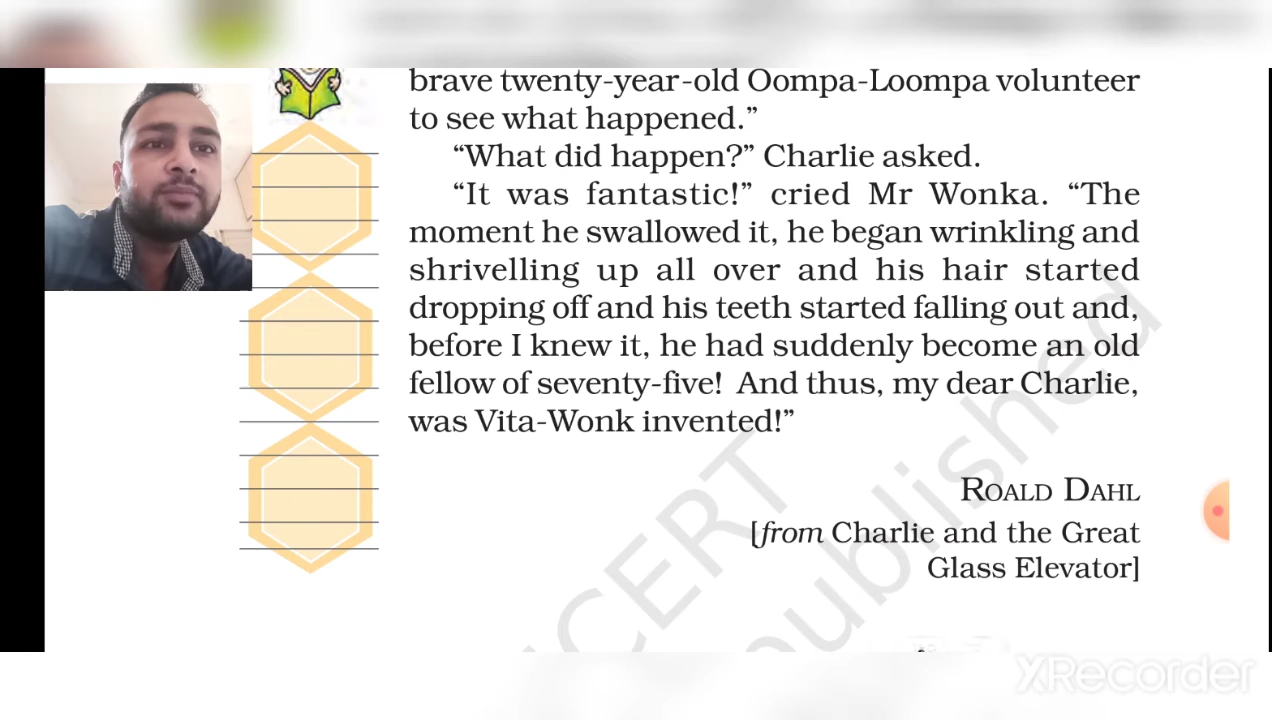 brave twenty-year-old Oompa-Loompa volunteer
to see what happened.”
“What did happen?” Charlie asked.
“It was fantastic!” cried Mr Wonka. “The
moment he swallowed it, he began wrinkling and
shrivelling up all over and his hair started
dropping off and his teeth started falling out and,
before I knew it, he had suddenly become an old
fellow of seventy-five! And thus, my dear Charlie,
was Vita-Wonk invented!”
ROALD DAHL
[from Charlie and the Great
Glass Elevator]
NCERT
published
XRecorder